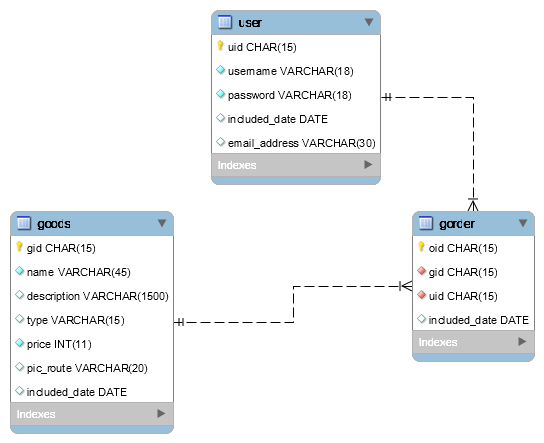 user
uid CHAR(15)
username VARCHAR(18)
password VARCHAR(18)
included_date DATE
email_address VARCHAR(30)
Indexes
goods
gid CHAR(15)
name VARCHAR(45)
description VARCHAR(1500)
type VARCHAR(15)
price INT(11)
pic_route VARCHAR(20)
included_date DATE
Indexes
gorder
oid CHAR(15)
gid CHAR(15)
uid CHAR(15)
included_date DATE
Indexes